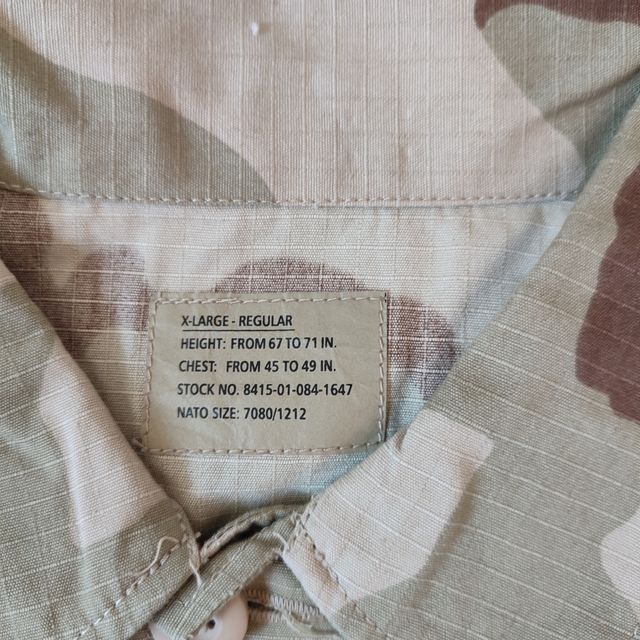 X-LARGE - REGULAR
HEIGHT: FROM 67 TO 71 IN.
CHEST: FROM 45 TO 49 IN.
STOCK NO. 8415-01-084-1647
NATO SIZE: 7080/1212